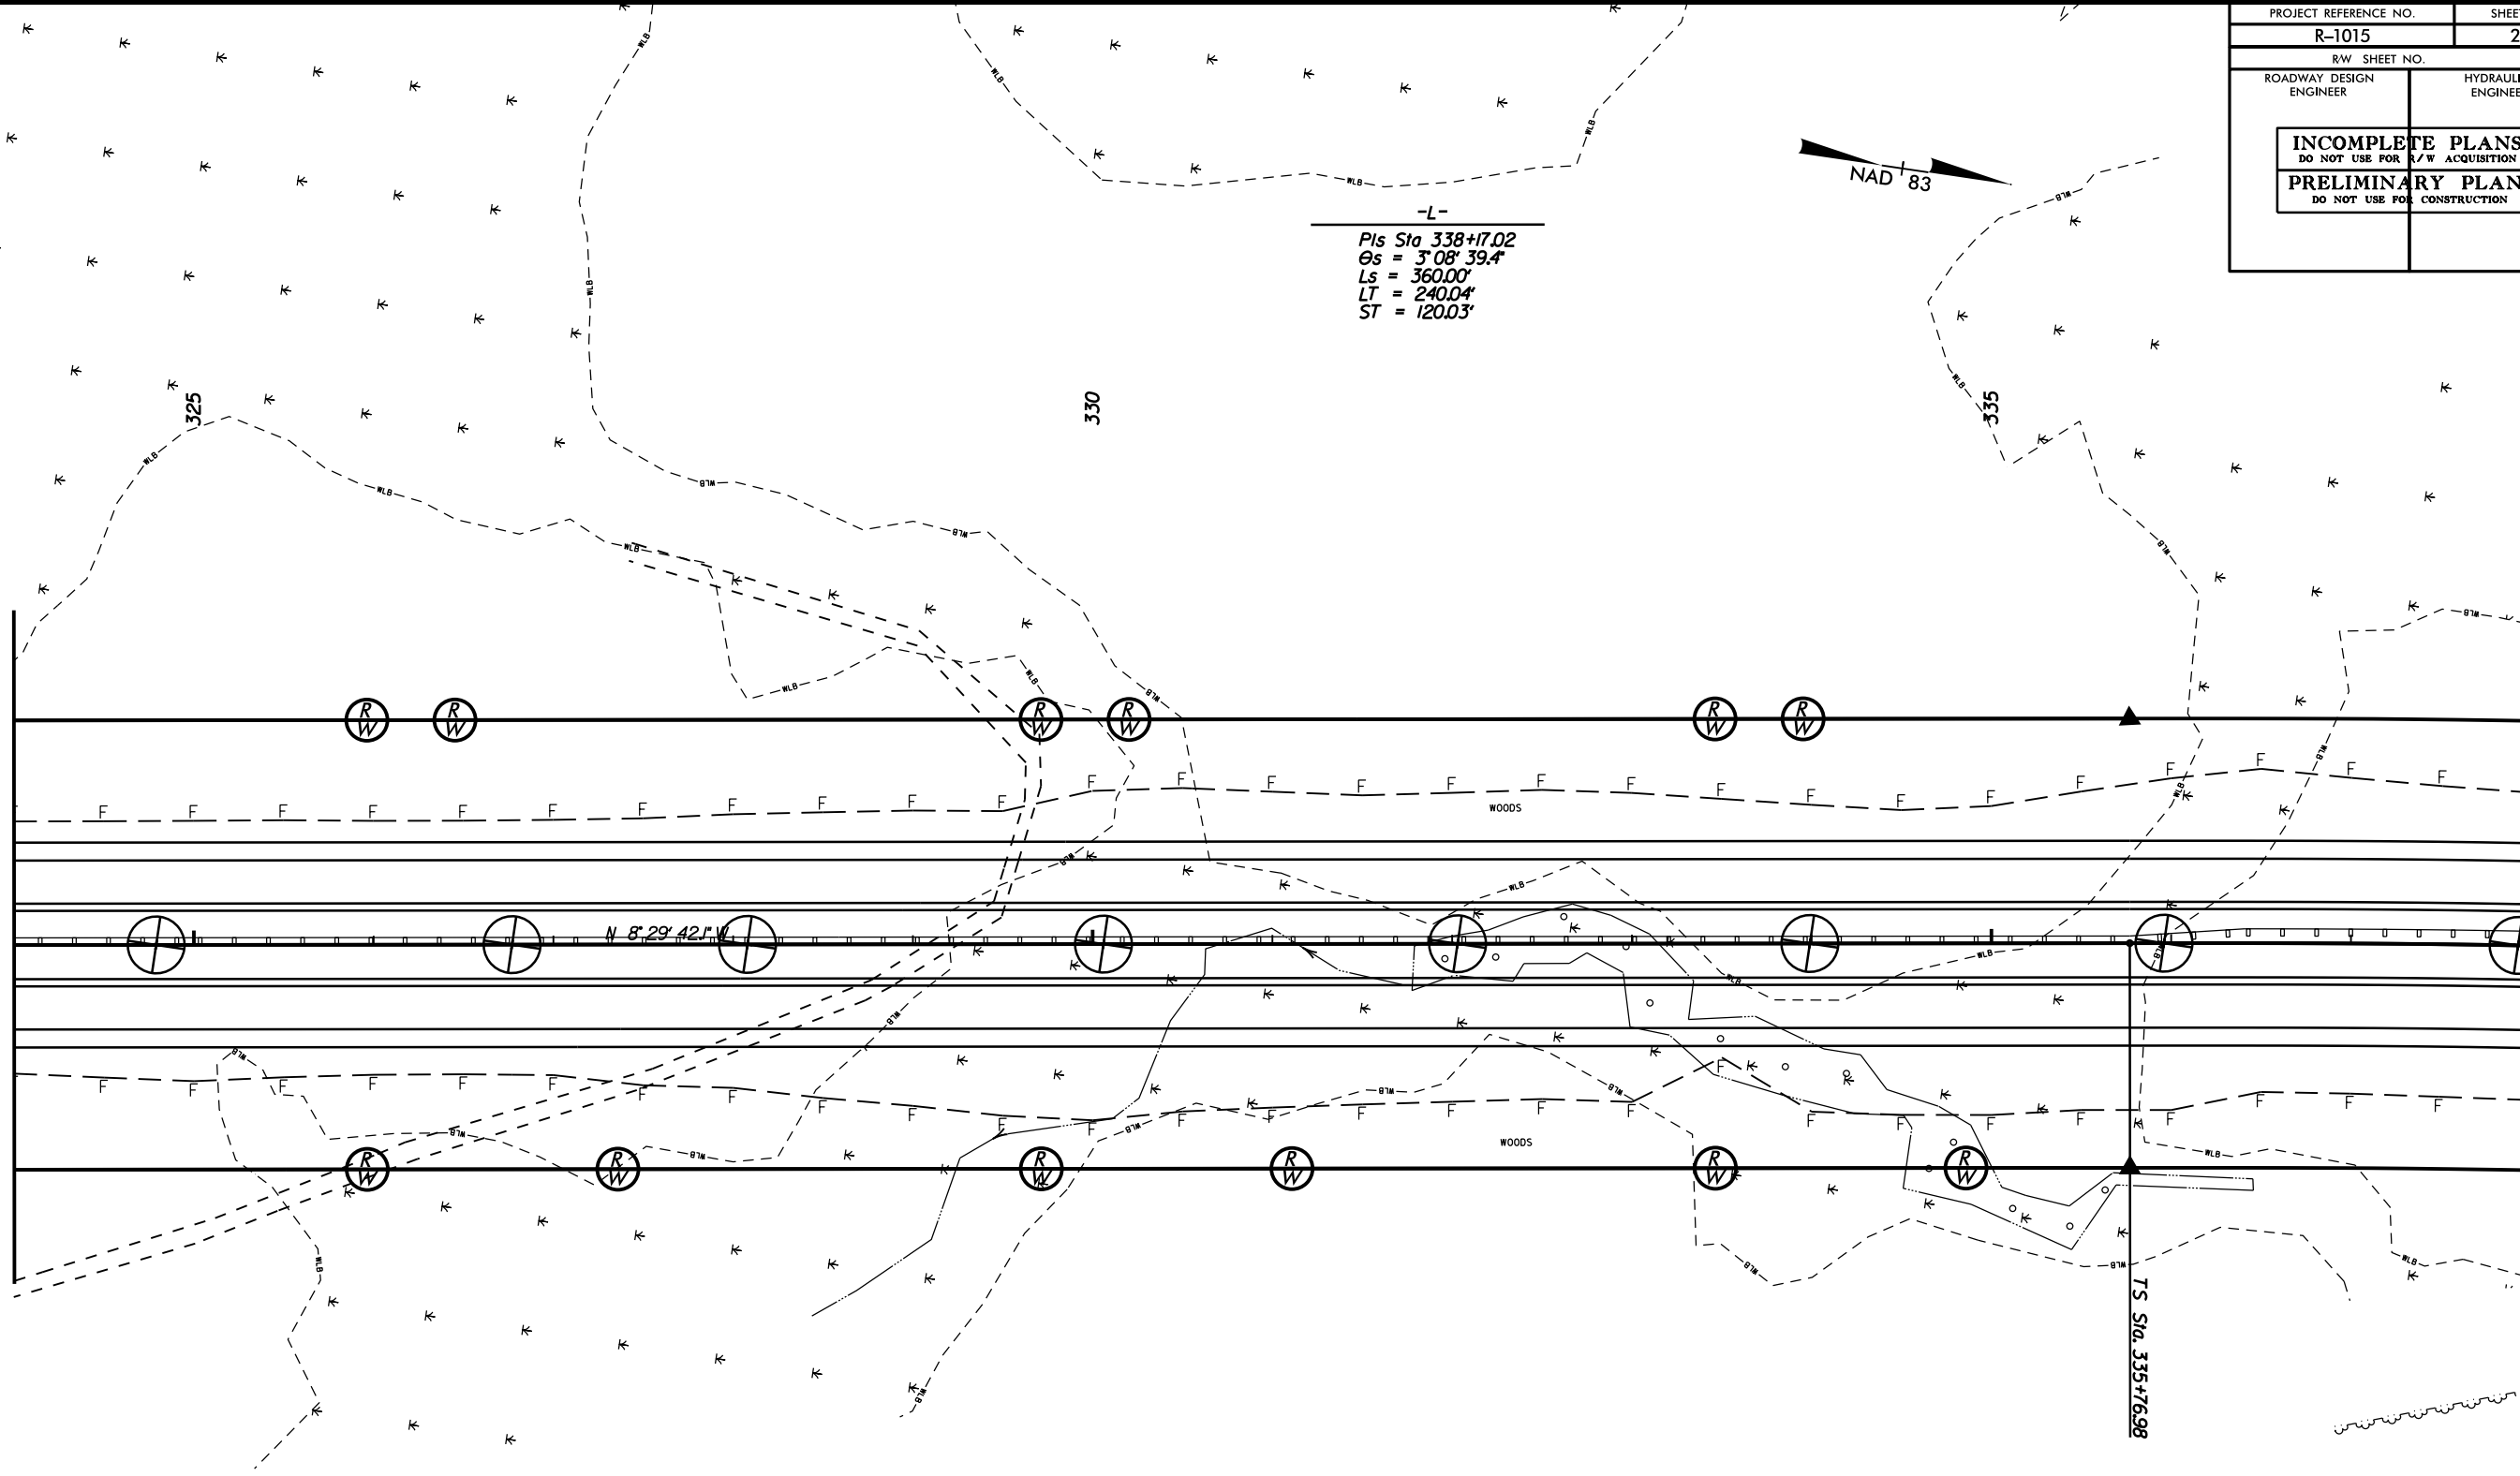 PROJECT REFERENCE NO.
R-1015
R/W SHEET NO.
ROADWAY DESIGN
ENGINEER
INCOMPLETE PLANS
DO NOT USE FOR R/W ACQUISITION
PRELIMINARY PLAN
DO NOT USE FOR CONSTRUCTION
NAD 83
-L-
PIs Sta 338+17.02
Θs = 3° 08' 39.4"
Ls = 360.00'
LT = 240.04'
ST = 120.03'
325
330
335
WLB
R
W
F
WOODS
N 8° 29' 42.1" W
WOODS
TS Sta. 335+76.98